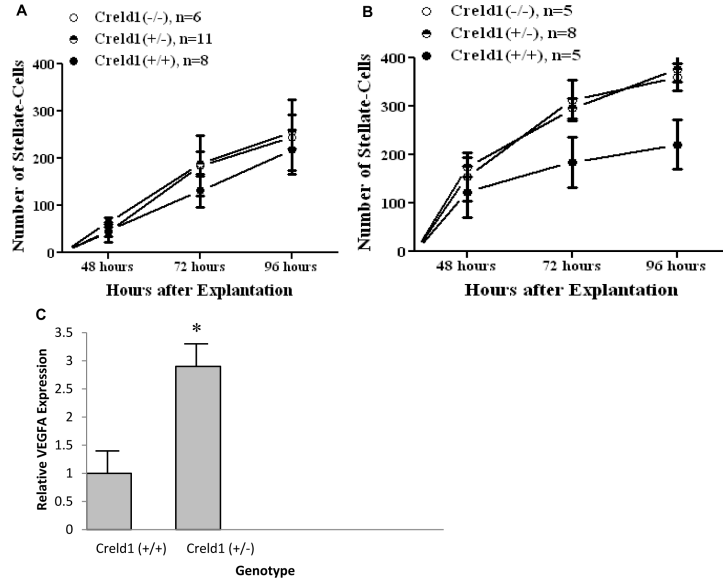 A
Creld1(-/-), n=6
Creld1(+/-), n=11
Creld1(+/+), n=8
Number of Stellate-Cells
400
300
200
100
0
48 hours
72 hours
96 hours
Hours after Explantation
B
Creld1(-/-), n=5
Creld1(+/-), n=8
Creld1(+/+), n=5
Number of Stellate-Cells
400
300
200
100
0
48 hours
72 hours
96 hours
Hours after Explantation
C
Relative VEGFA Expression
3.5
3
2.5
2
1.5
1
0.5
0
*
Creld1 (+/+)
Creld1 (+/-)
Genotype